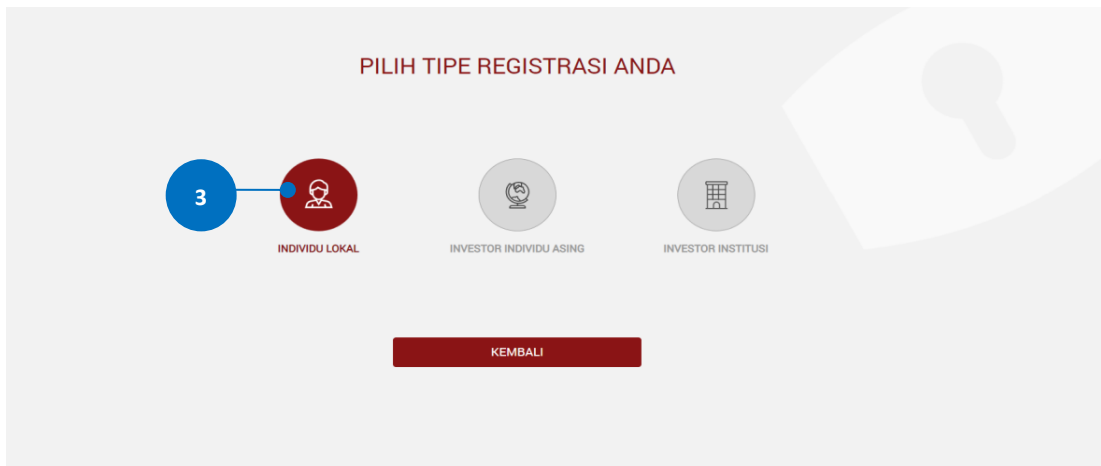 PILIH TIPE REGISTRASI ANDA
3
INDIVIDU LOKAL
INVESTOR INDIVIDU ASING
INVESTOR INSTITUSI
KEMBALI